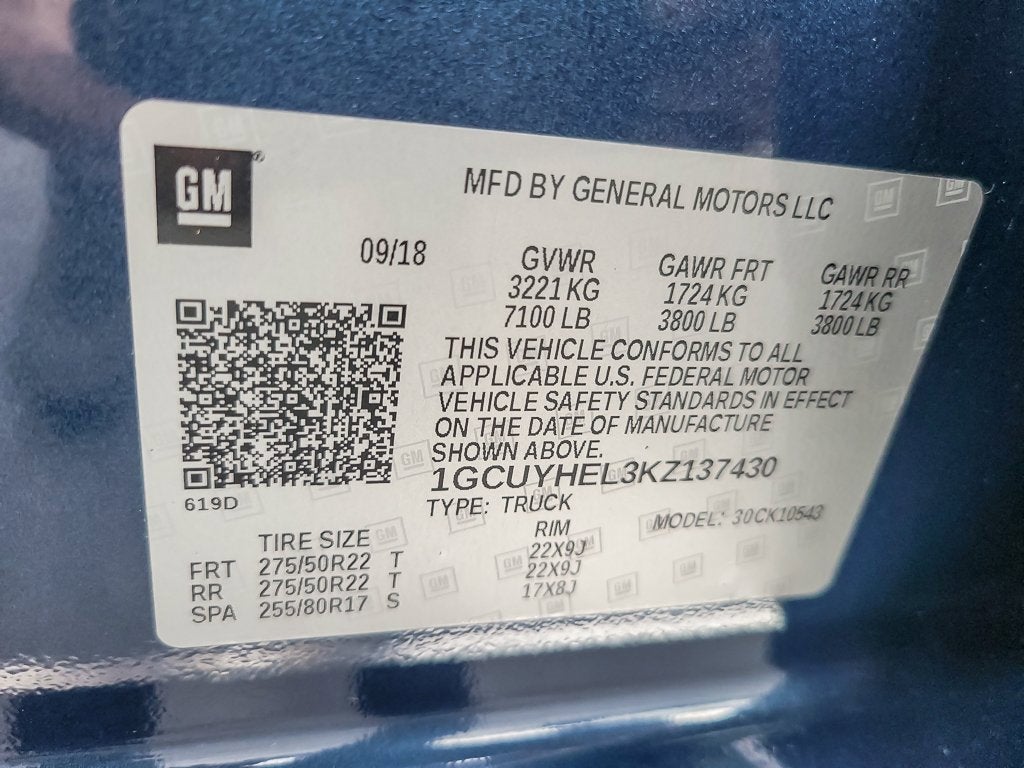 GM
MFD BY GENERAL MOTORS LLC
09/18 GVWR GAWR FRT GAWR RR
3221 KG 1724 KG 1724 KG
7100 LB 3800 LB 3800 LB
THIS VEHICLE CONFORMS TO ALL
APPLICABLE U.S. FEDERAL MOTOR
VEHICLE SAFETY STANDARDS IN EFFECT
ON THE DATE OF MANUFACTURE
SHOWN ABOVE.
1GCUYHEL3KZ137430
619D
TYPE: TRUCK MODEL: 30CK10543
TIRE SIZE RIM
FRT 275/50R22 T 22X9J
RR 275/50R22 T 22X9J
SPA 255/80R17 S 17X8J